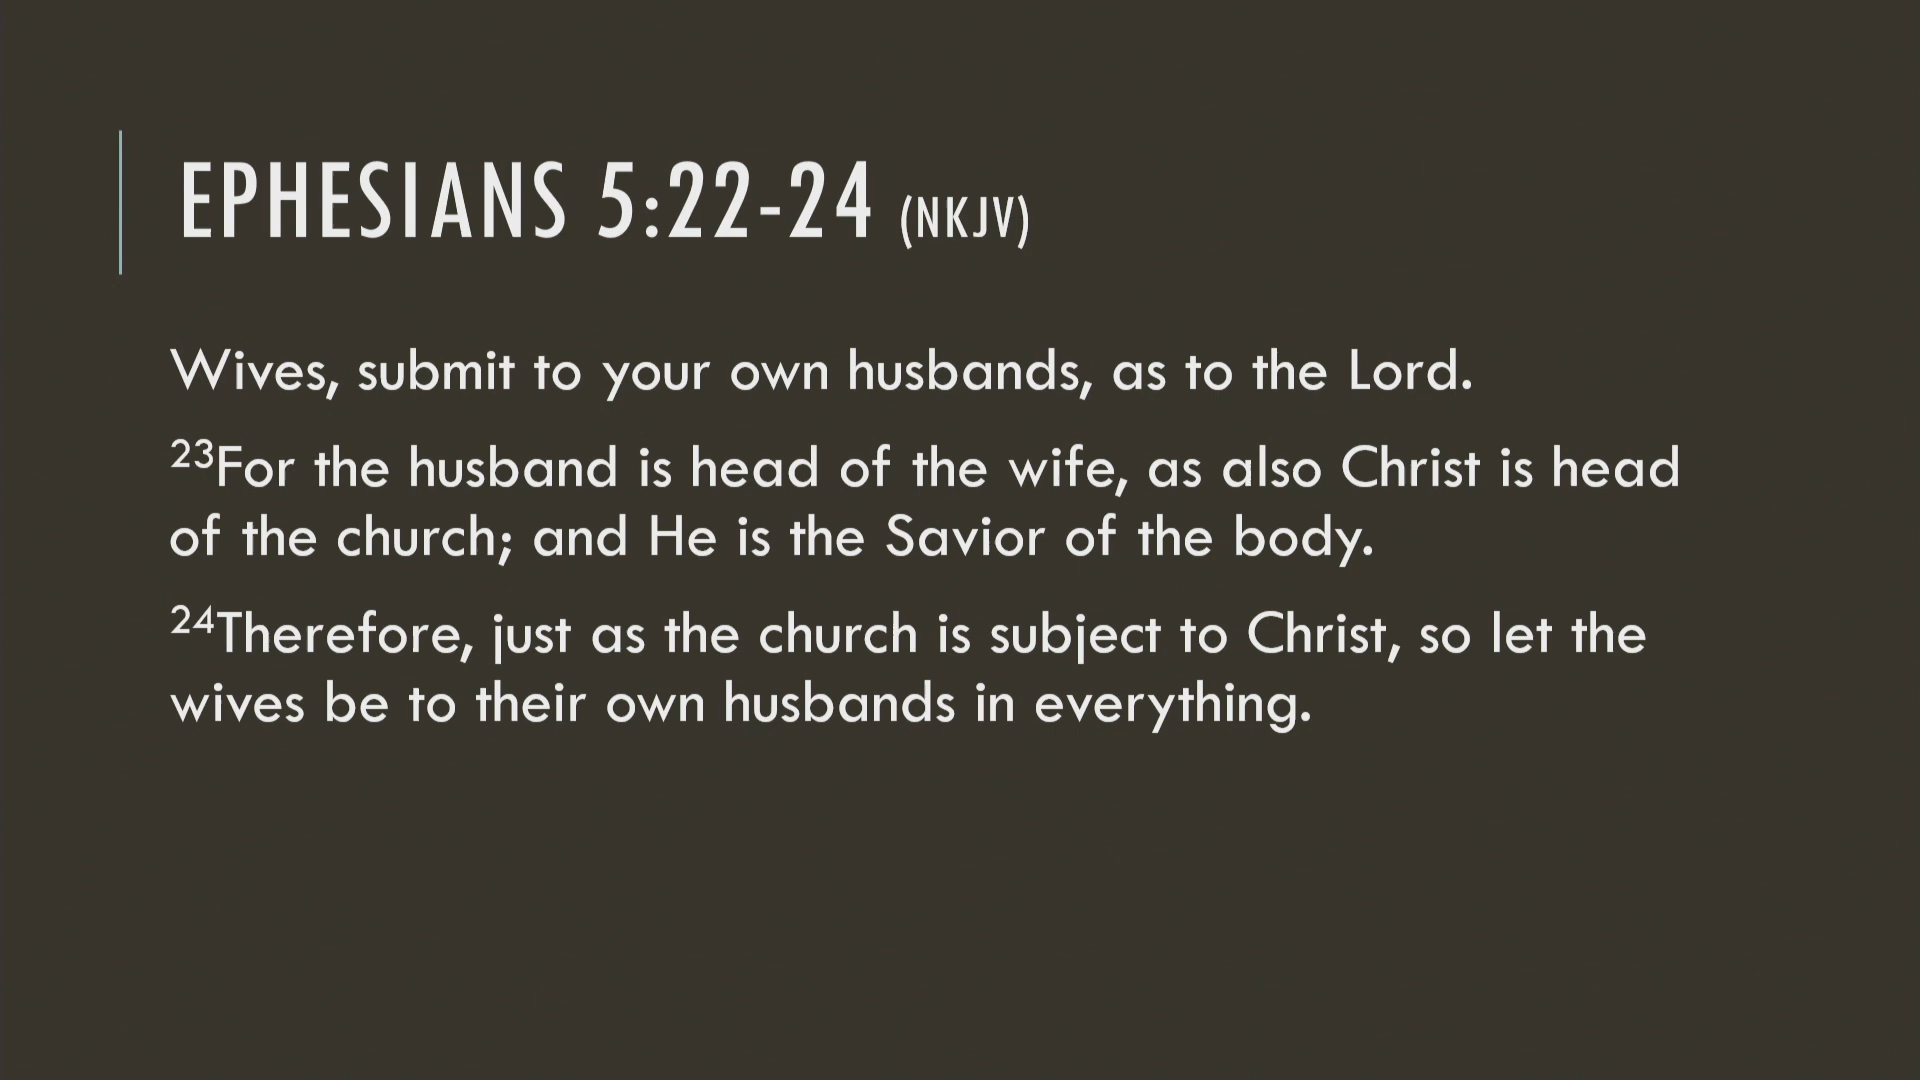 EPHESIANS 5:22-24 (NKJV)
Wives, submit to your own husbands, as to the Lord.
23For the husband is head of the wife, as also Christ is head
of the church; and He is the Savior of the body.
24Therefore, just as the church is subject to Christ, so let the
wives be to their own husbands in everything.